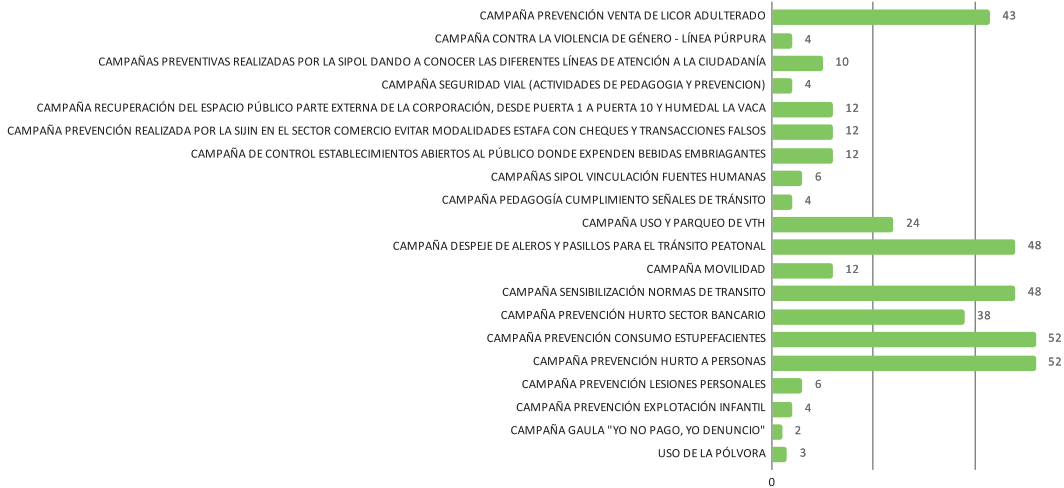 CAMPAÑA PREVENCIÓN VENTA DE LICOR ADULTERADO 43
CAMPAÑA CONTRA LA VIOLENCIA DE GÉNERO - LÍNEA PÚRPURA 4
CAMPAÑAS PREVENTIVAS REALIZADAS POR LA SIPOL DANDO A CONOCER LAS DIFERENTES LÍNEAS DE ATENCIÓN A LA CIUDADANÍA 10
CAMPAÑA SEGURIDAD VIAL (ACTIVIDADES DE PEDAGOGIA Y PREVENCION) 4
CAMPAÑA RECUPERACIÓN DEL ESPACIO PÚBLICO PARTE EXTERNA DE LA CORPORACIÓN, DESDE PUERTA 1 A PUERTA 10 Y HUMEDAL LA VACA 12
CAMPAÑA PREVENCIÓN REALIZADA POR LA SIJIN EN EL SECTOR COMERCIO EVITAR MODALIDADES ESTAFA CON CHEQUES Y TRANSACCIONES FALSOS 12
CAMPAÑA DE CONTROL ESTABLECIMIENTOS ABIERTOS AL PÚBLICO DONDE EXPENDEN BEBIDAS EMBRIAGANTES 12
CAMPAÑAS SIPOL VINCULACIÓN FUENTES HUMANAS 6
CAMPAÑA PEDAGOGÍA CUMPLIMIENTO SEÑALES DE TRÁNSITO 4
CAMPAÑA USO Y PARQUEO DE VTH 24
CAMPAÑA DESPEJE DE ALEROS Y PASILLOS PARA EL TRÁNSITO PEATONAL 48
CAMPAÑA MOVILIDAD 12
CAMPAÑA SENSIBILIZACIÓN NORMAS DE TRANSITO 48
CAMPAÑA PREVENCIÓN HURTO SECTOR BANCARIO 38
CAMPAÑA PREVENCIÓN CONSUMO ESTUPEFACIENTES 52
CAMPAÑA PREVENCIÓN HURTO A PERSONAS 52
CAMPAÑA PREVENCIÓN LESIONES PERSONALES 6
CAMPAÑA PREVENCIÓN EXPLOTACIÓN INFANTIL 4
CAMPAÑA GAULA "YO NO PAGO, YO DENUNCIO" 2
USO DE LA PÓLVORA 3
0